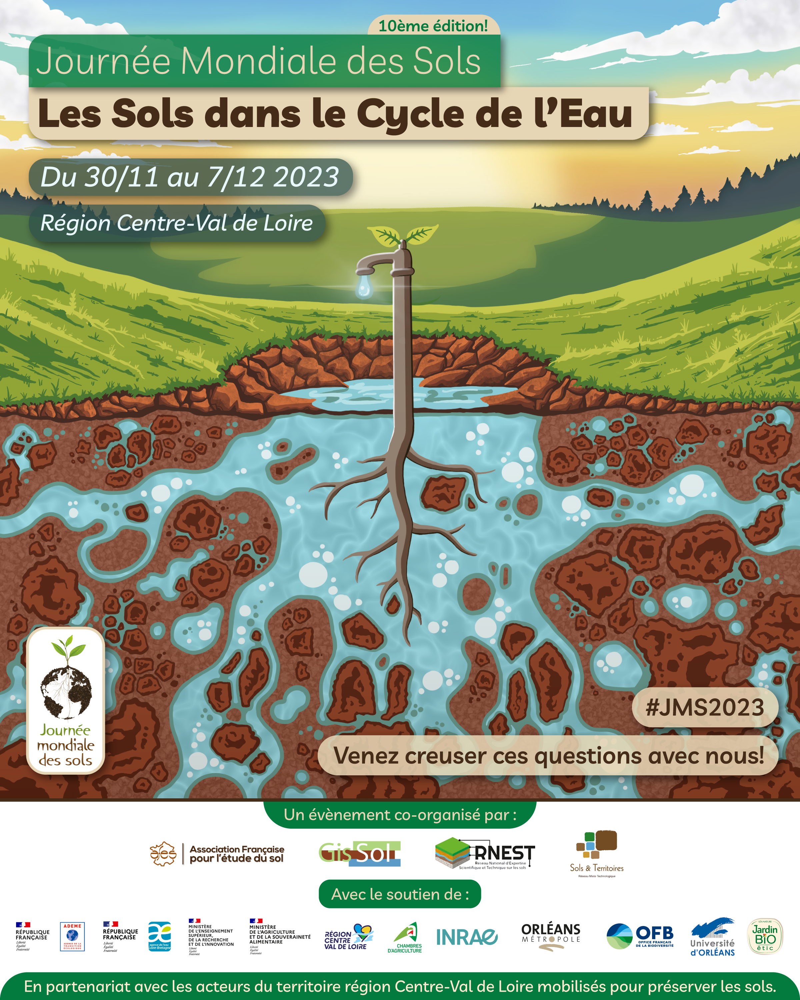 10ème édition!
Journée Mondiale des Sols
Les Sols dans le Cycle de l'Eau
Du 30/11 au 7/12 2023
Région Centre-Val de Loire
#JMS2023
Venez creuser ces questions avec nous!
Journée
mondiale
des sols
Un évènement co-organisé par :
afes
Association Française
pour l'étude du sol
Gis Sol
RNEST
Réseau National d'Expertise
Scientifique et Technique sur les sols
Sols & Territoires
Réseau Mixte Technologique
Avec le soutien de :
RÉPUBLIQUE
FRANÇAISE
Liberté
Égalité
Fraternité
ADEME
AGENCE DE LA
TRANSITION
ÉCOLOGIQUE
RÉPUBLIQUE
FRANÇAISE
Liberté
Égalité
Fraternité
agence de l'eau
Loire-Bretagne
MINISTÈRE
DE L'ENSEIGNEMENT
SUPÉRIEUR,
DE LA RECHERCHE
ET DE L'INNOVATION
Liberté
Égalité
Fraternité
MINISTÈRE
DE L'AGRICULTURE
ET DE LA SOUVERAINETÉ
ALIMENTAIRE
Liberté
Égalité
Fraternité
RÉGION
CENTRE
VAL DE LOIRE
CHAMBRES
D'AGRICULTURE
INRAE
ORLÉANS
MÉTROPOLE
OFB
OFFICE FRANÇAIS
DE LA BIODIVERSITÉ
Université
d'ORLÉANS
LÉA NATURE
Jardin
BiO
étic
En partenariat avec les acteurs du territoire région Centre-Val de Loire mobilisés pour préserver les sols.